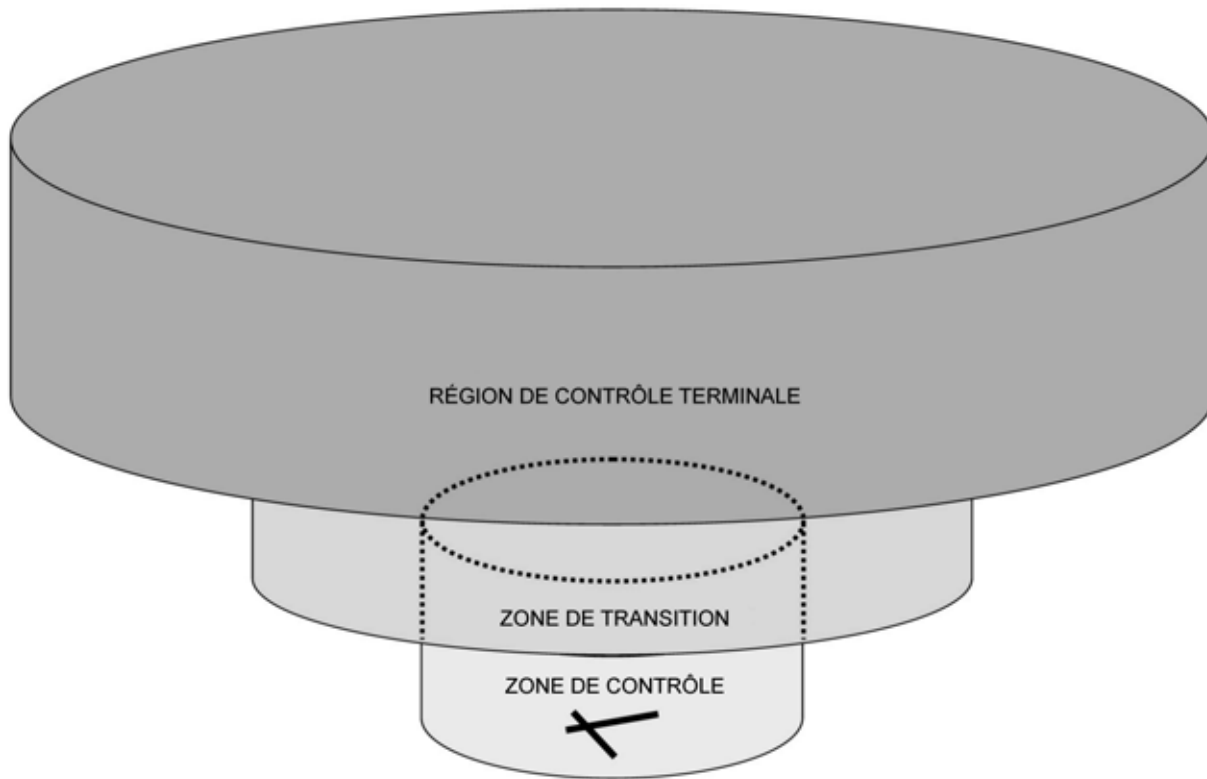 RÉGION DE CONTRÔLE TERMINALE
ZONE DE TRANSITION
ZONE DE CONTRÔLE